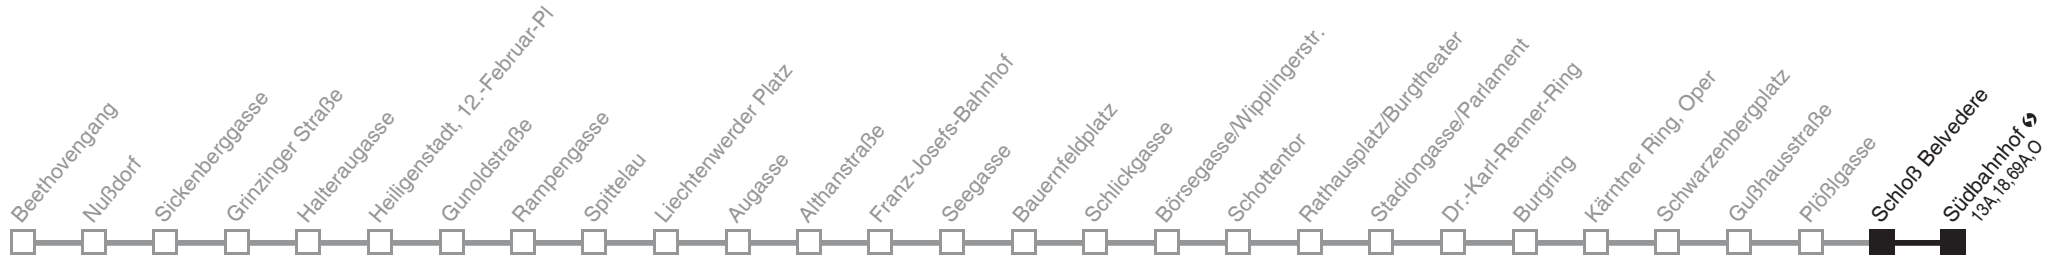 Beethovengang
Nußdorf
Sickenberggasse
Grinzinger Straße
Halteraugasse
Heiligenstadt, 12.-Februar-Pl
Gunoldstraße
Rampengasse
Spittelau
Liechtenwerder Platz
Augasse
Althanstraße
Franz-Josefs-Bahnhof
Seegasse
Bauernfeldplatz
Schlickgasse
Börsegasse/Wipplingerstr.
Schottentor
Rathausplatz/Burgtheater
Stadiongasse/Parlament
Dr.-Karl-Renner-Ring
Burgring
Kärntner Ring, Oper
Schwarzenbergplatz
Gußhausstraße
Plößlgasse
Schloß Belvedere
Südbahnhof
13A, 18, 69A,O